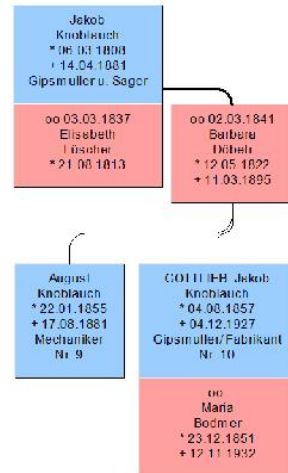 Jakob
Knoblauch
* 06.03.1808
+ 14.04.1881
Gipsmüller u. Säger
oo 03.03.1837
Elisabeth
Lüscher
* 21.08.1813
oo 02.03.1841
Barbara
Döbeli
* 12.05.1822
+ 11.03.1895
August
Knoblauch
* 22.01.1855
+ 17.08.1881
Mechaniker
Nr. 9
GOTTLIEB Jakob
Knoblauch
* 04.08.1857
+ 04.12.1927
Gipsmüller/Fabrikant
Nr. 10
oo
Maria
Bodmer
* 23.12.1851
+ 12.11.1932